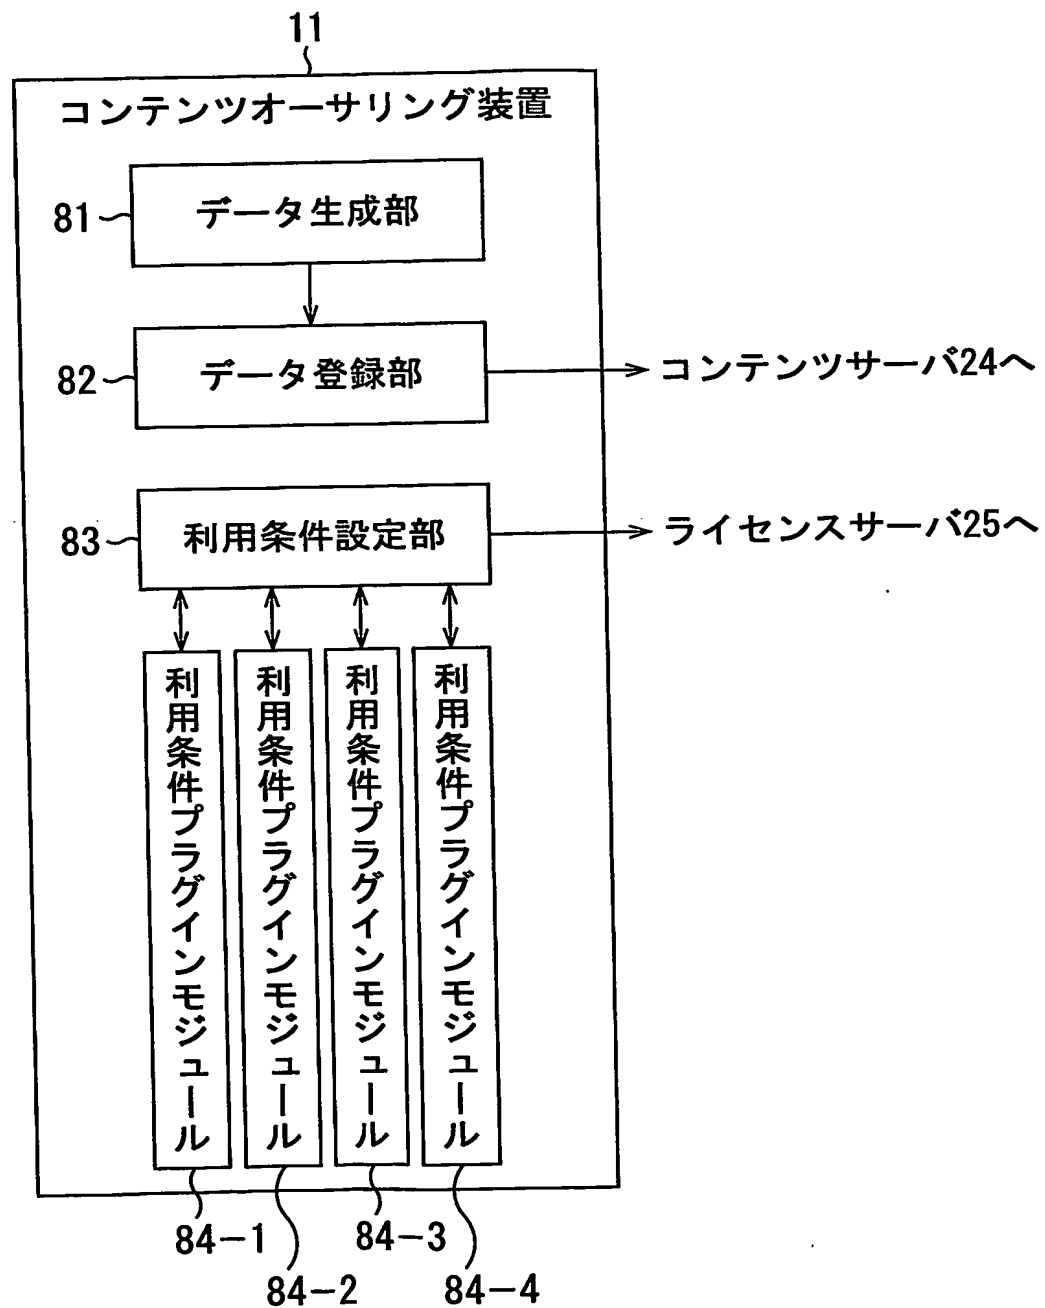 11
コンテンツオーサリング装置
81
データ生成部
82
データ登録部
コンテンツサーバ24へ
83
利用条件設定部
ライセンスサーバ25へ
利用条件プラグインモジュール
利用条件プラグインモジュール
利用条件プラグインモジュール
利用条件プラグインモジュール
84-1
84-2
84-3
84-4